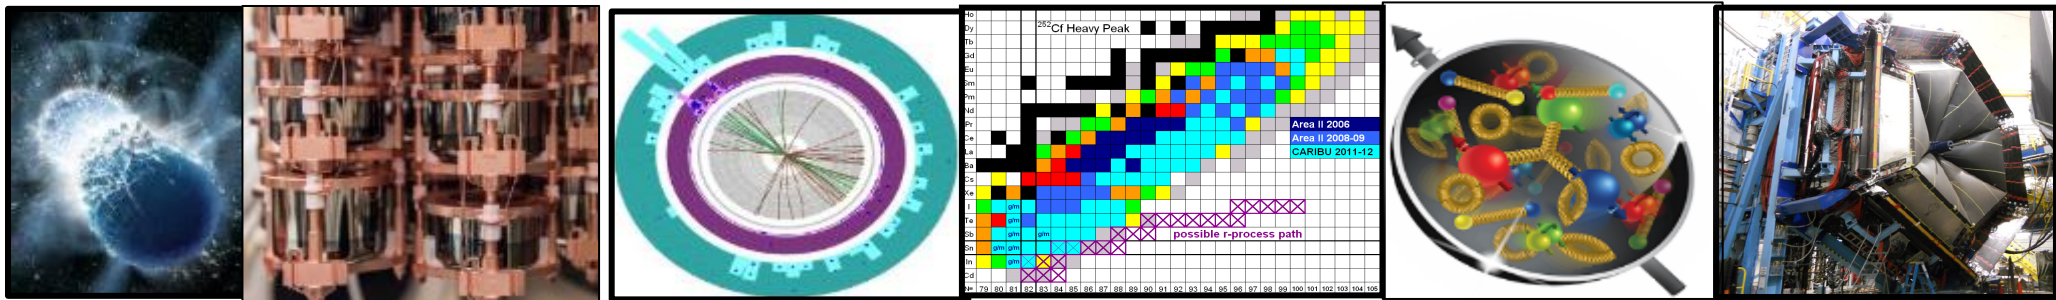 Ho
252Cf Heavy Peak
Dy
Tb
Gd
Eu
Sm
Pm
Nd
Pr
Area II 2006
Ce
Area II 2008-09
La
CARIBU 2011-12
Ba
Cs
Xe
I
g/m
Te
g/m
Sb
g/m g/m
possible r-process path
Sn
g/m g/m
In
g/m
Cd
N= 79 80 81 82 83 84 85 86 87 88 89 90 91 92 93 94 95 96 97 98 99 100 101 102 103 104 105